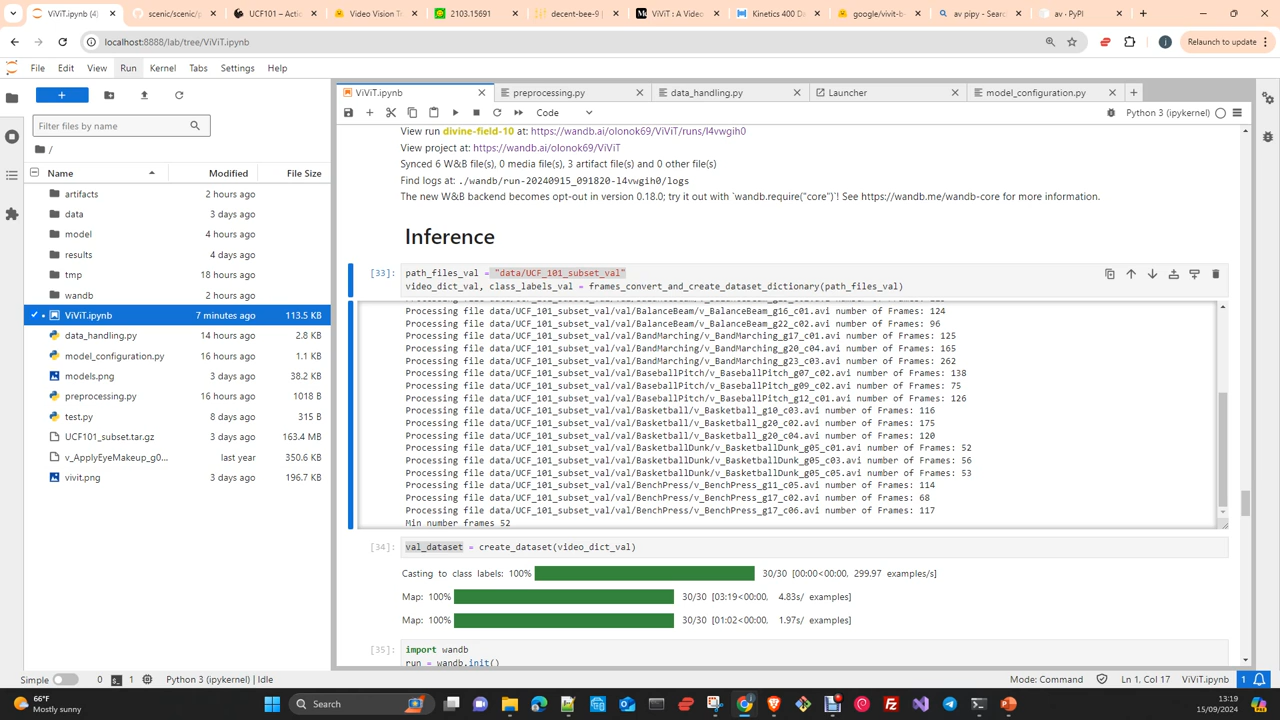 ViViT.ipynb (4)
scenic/scenic/p
UCF101 – Actio
Video Vision Tr
2103.15691
decent-bee-9
ViViT : A Video
Kinetics 400 Da
google/vivit-b
av pipy - Searc
av · PyPI
localhost:8888/lab/tree/ViViT.ipynb
Relaunch to update
File Edit View Run Kernel Tabs Settings Help
ViViT.ipynb
preprocessing.py
data_handling.py
Launcher
model_configuration.py
Code
Python 3 (ipykernel)
Filter files by name
/
Name Modified File Size
artifacts 2 hours ago
data 3 days ago
model 4 hours ago
results 4 days ago
tmp 18 hours ago
wandb 2 hours ago
ViViT.ipynb 7 minutes ago 113.5 KB
data_handling.py 14 hours ago 2.8 KB
model_configuration.py 16 hours ago 1.1 KB
models.png 3 days ago 38.2 KB
preprocessing.py 16 hours ago 1018 B
test.py 8 days ago 315 B
UCF101_subset.tar.gz 3 days ago 163.4 MB
v_ApplyEyeMakeup_g0... last year 350.6 KB
vivit.png 3 days ago 196.7 KB
View run divine-field-10 at: https://wandb.ai/olonok69/ViViT/runs/l4vwgih0
View project at: https://wandb.ai/olonok69/ViViT
Synced 6 W&B file(s), 0 media file(s), 3 artifact file(s) and 0 other file(s)
Find logs at: ./wandb/run-20240915_091820-l4vwgih0/logs
The new W&B backend becomes opt-out in version 0.18.0; try it out with `wandb.require("core")`! See https://wandb.me/wandb-core for more information.
Inference
[33]: path_files_val = "data/UCF_101_subset_val"
video_dict_val, class_labels_val = frames_convert_and_create_dataset_dictionary(path_files_val)
Processing file data/UCF_101_subset_val/val/BalanceBeam/v_BalanceBeam_g16_c01.avi number of Frames: 124
Processing file data/UCF_101_subset_val/val/BalanceBeam/v_BalanceBeam_g22_c02.avi number of Frames: 96
Processing file data/UCF_101_subset_val/val/BandMarching/v_BandMarching_g17_c01.avi number of Frames: 125
Processing file data/UCF_101_subset_val/val/BandMarching/v_BandMarching_g20_c04.avi number of Frames: 165
Processing file data/UCF_101_subset_val/val/BandMarching/v_BandMarching_g23_c03.avi number of Frames: 262
Processing file data/UCF_101_subset_val/val/BaseballPitch/v_BaseballPitch_g07_c02.avi number of Frames: 138
Processing file data/UCF_101_subset_val/val/BaseballPitch/v_BaseballPitch_g09_c02.avi number of Frames: 75
Processing file data/UCF_101_subset_val/val/BaseballPitch/v_BaseballPitch_g12_c01.avi number of Frames: 126
Processing file data/UCF_101_subset_val/val/Basketball/v_Basketball_g10_c03.avi number of Frames: 116
Processing file data/UCF_101_subset_val/val/Basketball/v_Basketball_g20_c02.avi number of Frames: 175
Processing file data/UCF_101_subset_val/val/Basketball/v_Basketball_g20_c04.avi number of Frames: 120
Processing file data/UCF_101_subset_val/val/BasketballDunk/v_BasketballDunk_g05_c01.avi number of Frames: 52
Processing file data/UCF_101_subset_val/val/BasketballDunk/v_BasketballDunk_g05_c03.avi number of Frames: 56
Processing file data/UCF_101_subset_val/val/BasketballDunk/v_BasketballDunk_g05_c04.avi number of Frames: 53
Processing file data/UCF_101_subset_val/val/BenchPress/v_BenchPress_g11_c05.avi number of Frames: 114
Processing file data/UCF_101_subset_val/val/BenchPress/v_BenchPress_g17_c02.avi number of Frames: 68
Processing file data/UCF_101_subset_val/val/BenchPress/v_BenchPress_g17_c06.avi number of Frames: 117
Min number frames 52
[34]: val_dataset = create_dataset(video_dict_val)
Casting to class labels: 100% 30/30 [00:00<00:00, 299.97 examples/s]
Map: 100% 30/30 [03:19<00:00, 4.83s/ examples]
Map: 100% 30/30 [01:02<00:00, 1.97s/ examples]
[35]: import wandb
run = wandb.init()
Simple 0 1 Python 3 (ipykernel) | Idle
Mode: Command Ln 1, Col 17 ViViT.ipynb 1
66°F
Mostly sunny
Search
13:19
15/09/2024